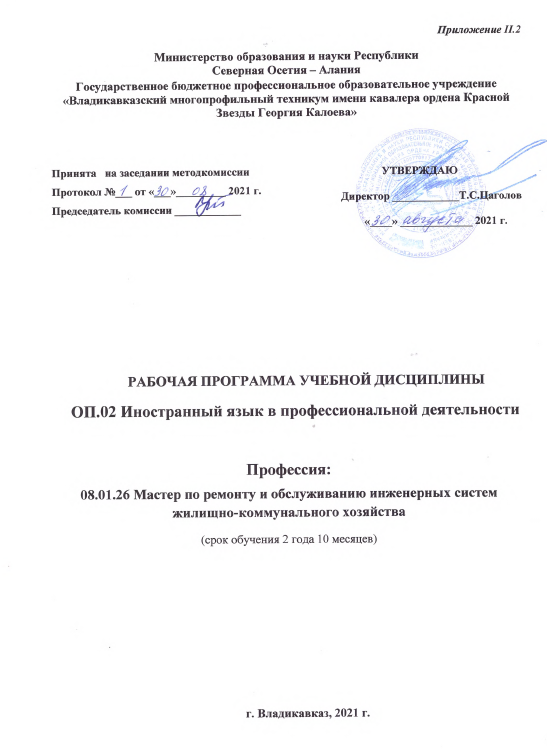 Приложение II.2
Министерство образования и науки Республики
Северная Осетия – Алания
Государственное бюджетное профессиональное образовательное учреждение
«Владикавказский многопрофильный техникум имени кавалера ордена Красной
Звезды Георгия Калоева»
Принята на заседании методкомиссии
Протокол № 1 от «30» 08 2021 г.
Председатель комиссии
УТВЕРЖДАЮ
Директор ____________Т.С.Цаголов
«30» августа 2021 г.
РАБОЧАЯ ПРОГРАММА УЧЕБНОЙ ДИСЦИПЛИНЫ
ОП.02 Иностранный язык в профессиональной деятельности
Профессия:
08.01.26 Мастер по ремонту и обслуживанию инженерных систем
жилищно-коммунального хозяйства
(срок обучения 2 года 10 месяцев)
г. Владикавказ, 2021 г.